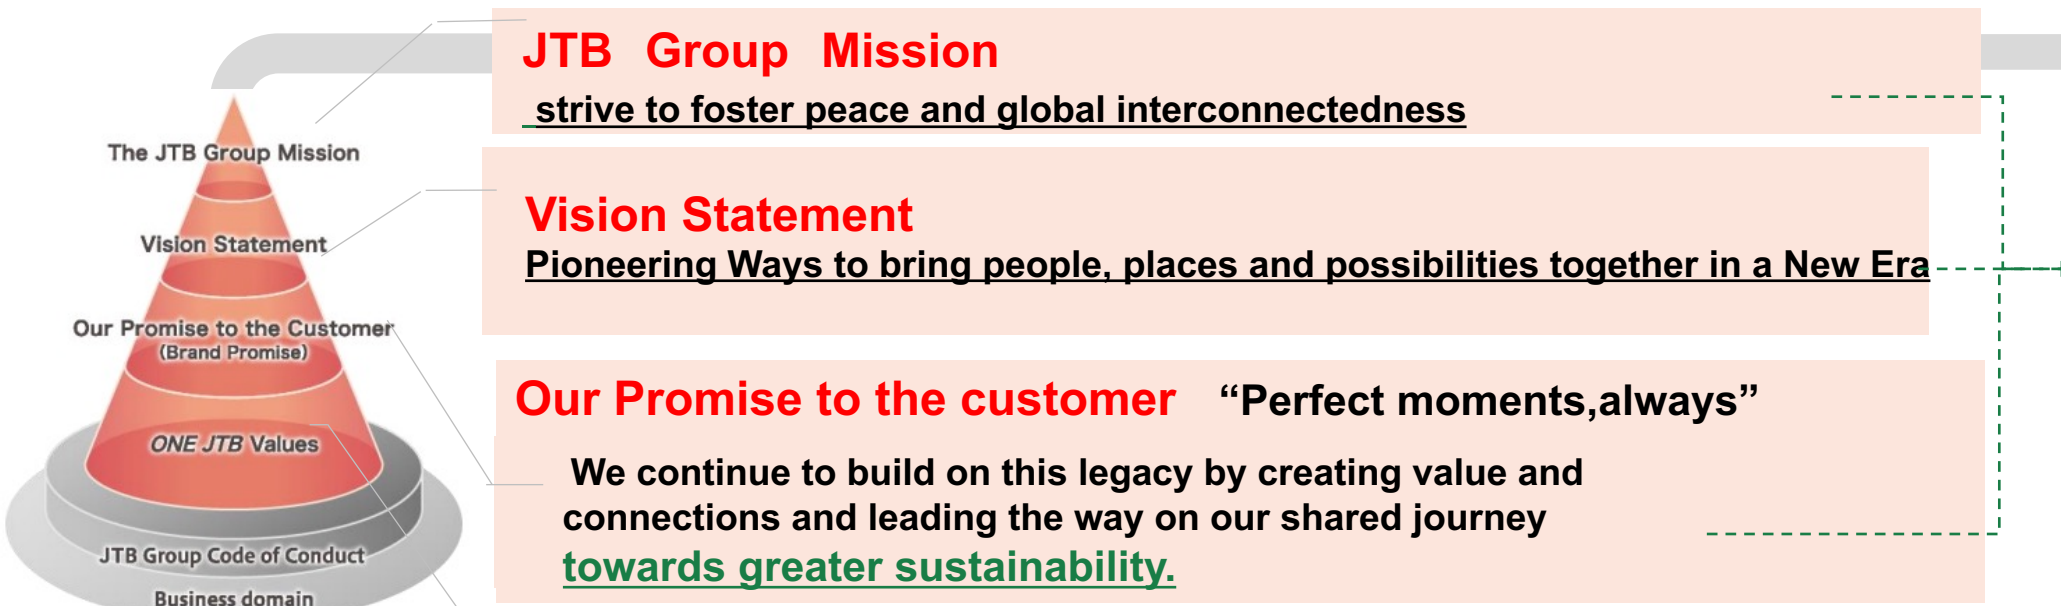 JTB Group Mission
strive to foster peace and global interconnectedness
The JTB Group Mission
Vision Statement
Pioneering Ways to bring people, places and possibilities together in a New Era
Vision Statement
Our Promise to the Customer
(Brand Promise)
Our Promise to the customer “Perfect moments,always”
ONE JTB Values
We continue to build on this legacy by creating value and
connections and leading the way on our shared journey
towards greater sustainability.
JTB Group Code of Conduct
Business domain